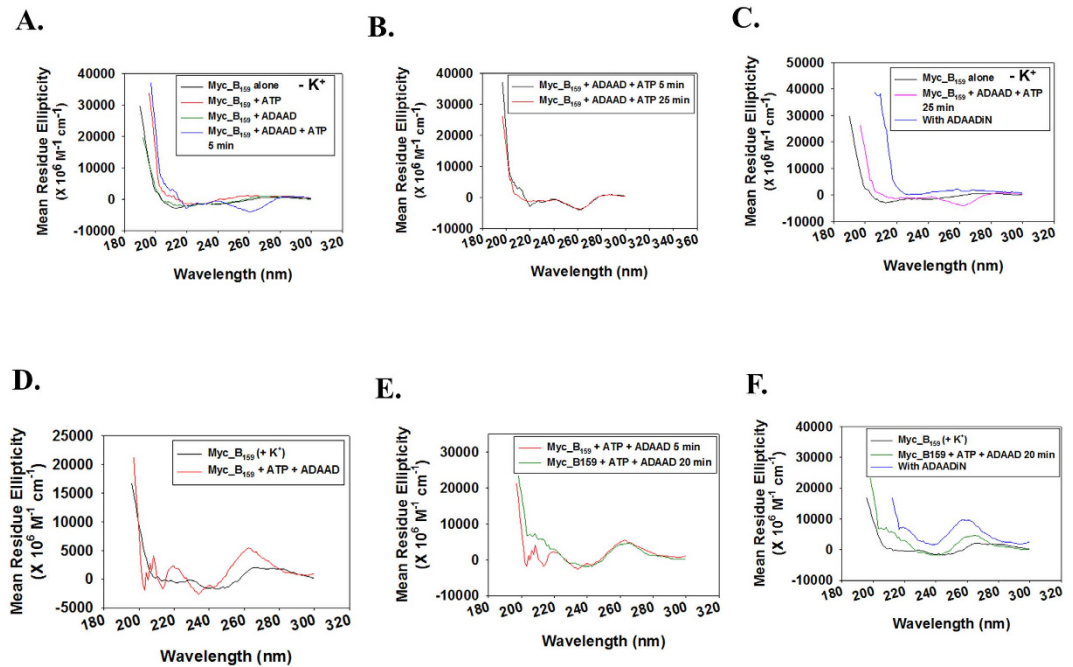 A.
Mean Residue Ellipticity
(X 10⁶ M⁻¹ cm⁻¹)
40000
30000
20000
10000
0
-10000
Myc_B₁₅₉ alone - K⁺
Myc_B₁₅₉ + ATP
Myc_B₁₅₉ + ADAAD
Myc_B₁₅₉ + ADAAD + ATP
5 min
180 200 220 240 260 280 300 320
Wavelength (nm)
B.
Mean Residue Ellipticity
(X 10⁶ M⁻¹ cm⁻¹)
40000
30000
20000
10000
0
-10000
Myc_B₁₅₉ + ADAAD + ATP 5 min
Myc_B₁₅₉ + ADAAD + ATP 25 min
180 200 220 240 260 280 300 320 340 360
Wavelength (nm)
C.
Mean Residue Ellipticity
(X 10⁶ M⁻¹ cm⁻¹)
50000
40000
30000
20000
10000
0
-10000
Myc_B₁₅₉ alone - K⁺
Myc_B₁₅₉ + ADAAD + ATP
25 min
With ADAADiN
180 200 220 240 260 280 300 320
Wavelength (nm)
D.
Mean Residue Ellipticity
(X 10⁶ M⁻¹ cm⁻¹)
25000
20000
15000
10000
5000
0
-5000
Myc_B₁₅₉ (+ K⁺)
Myc_B₁₅₉ + ATP + ADAAD
180 200 220 240 260 280 300 320
Wavelength (nm)
E.
Mean Residue Ellipticity
(X 10⁶ M⁻¹ cm⁻¹)
40000
30000
20000
10000
0
-10000
Myc_B₁₅₉ + ATP + ADAAD 5 min
Myc_B159 + ATP + ADAAD 20 min
180 200 220 240 260 280 300 320
Wavelength (nm)
F.
Mean Residue Ellipticity
(X 10⁶ M⁻¹ cm⁻¹)
40000
30000
20000
10000
0
-10000
Myc_B₁₅₉ (+ K⁺)
Myc_B159 + ATP + ADAAD 20 min
With ADAADiN
180 200 220 240 260 280 300 320
Wavelength (nm)